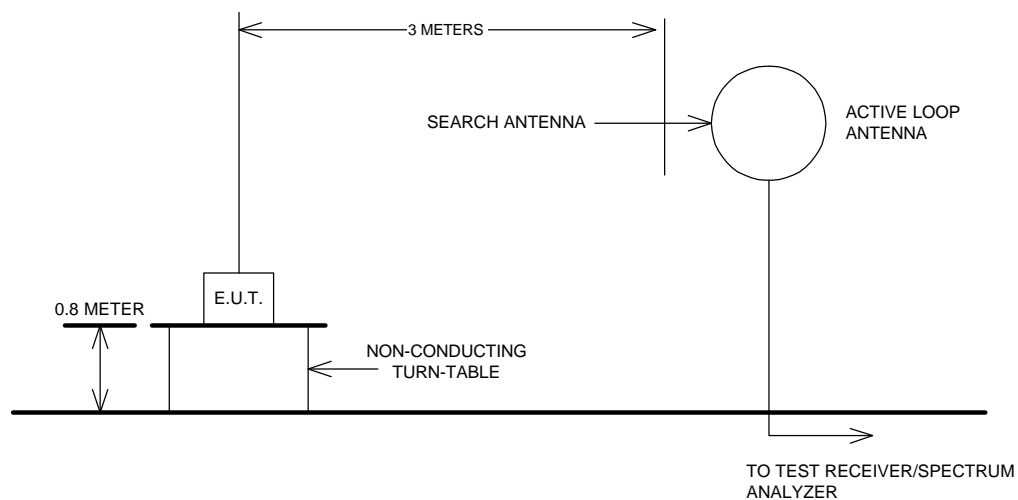 3 METERS
SEARCH ANTENNA
ACTIVE LOOP
ANTENNA
E.U.T.
0.8 METER
NON-CONDUCTING
TURN-TABLE
TO TEST RECEIVER/SPECTRUM
ANALYZER